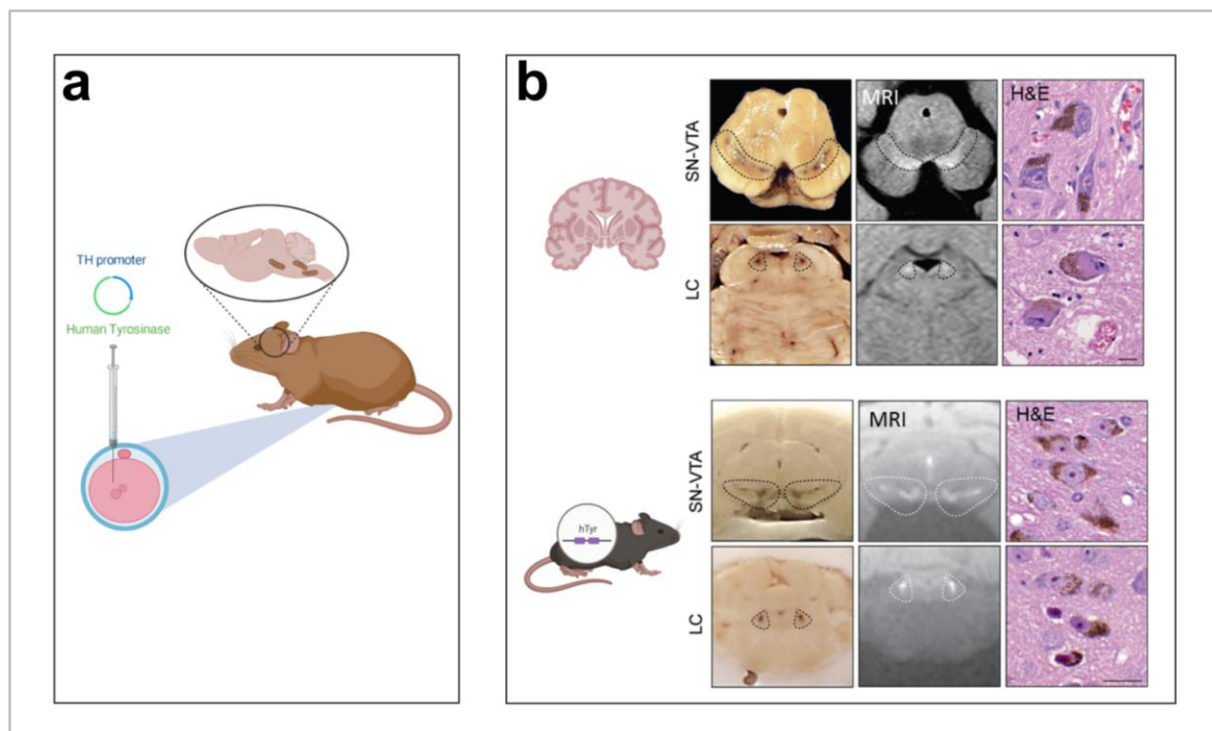 a
TH promoter
Human Tyrosinase
b
SN-VTA
MRI
H&E
LC
hTyr
SN-VTA
MRI
H&E
LC